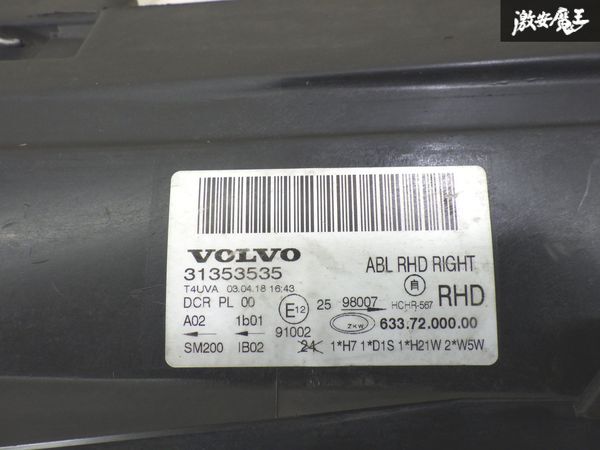 激安魔王
VOLVO
31353535
ABL RHD RIGHT
T4UVA 03.04.18 16:43
自
DCR PL 00 E12 25 98007 HCHR-567 RHD
A02 1b01 91002 ZKW 633.72.000.00
SM200 IB02 24 1*H7 1*D1S 1*H21W 2*W5W